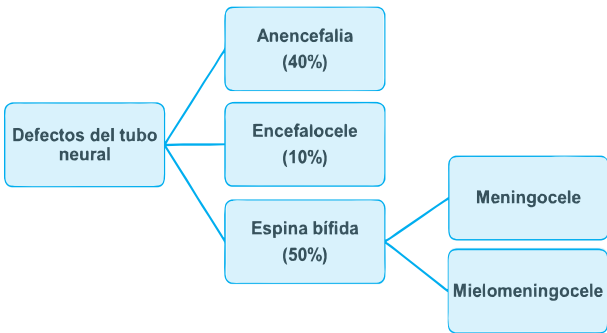 Anencefalia
(40%)
Defectos del tubo
neural
Encefalocele
(10%)
Espina bífida
(50%)
Meningocele
Mielomeningocele